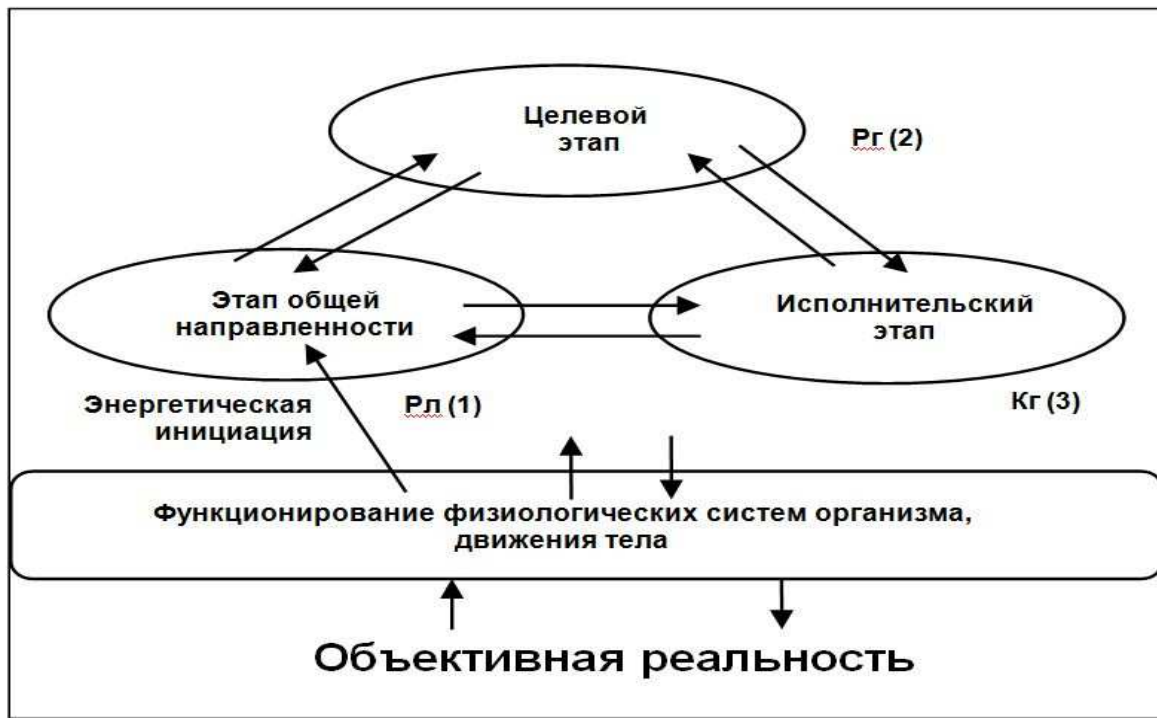 Целевой
этап
Рг (2)
Этап общей
направленности
Исполнительский
этап
Энергетическая
инициация
Рл (1)
Кг (3)
Функционирование физиологических систем организма,
движения тела
Объективная реальность